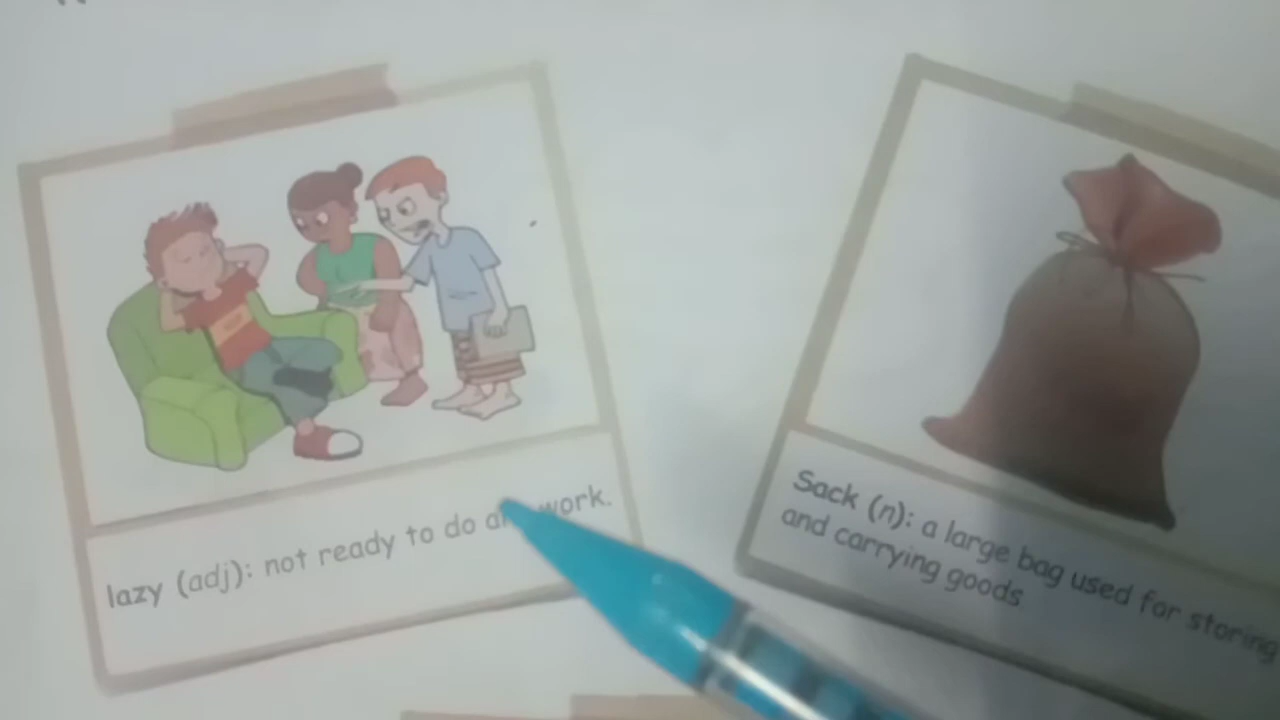 lazy (adj): not ready to do work.
Sack (n): a large bag used for storing
and carrying goods